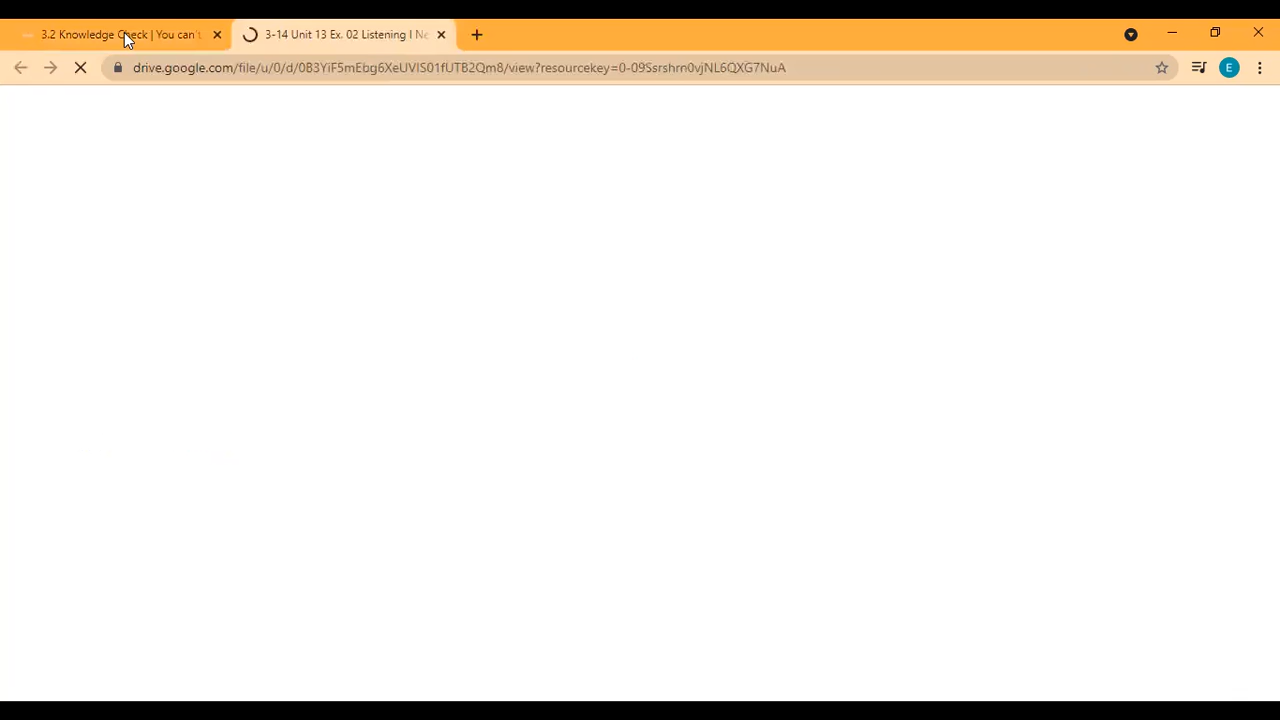 3.2 Knowledge Check | You can't
3-14 Unit 13 Ex. 02 Listening I Ne
drive.google.com/file/u/0/d/0B3YiF5mEbg6XeUVIS01fUTB2Qm8/view?resourcekey=0-09Ssrshrn0vjNL6QXG7NuA
E